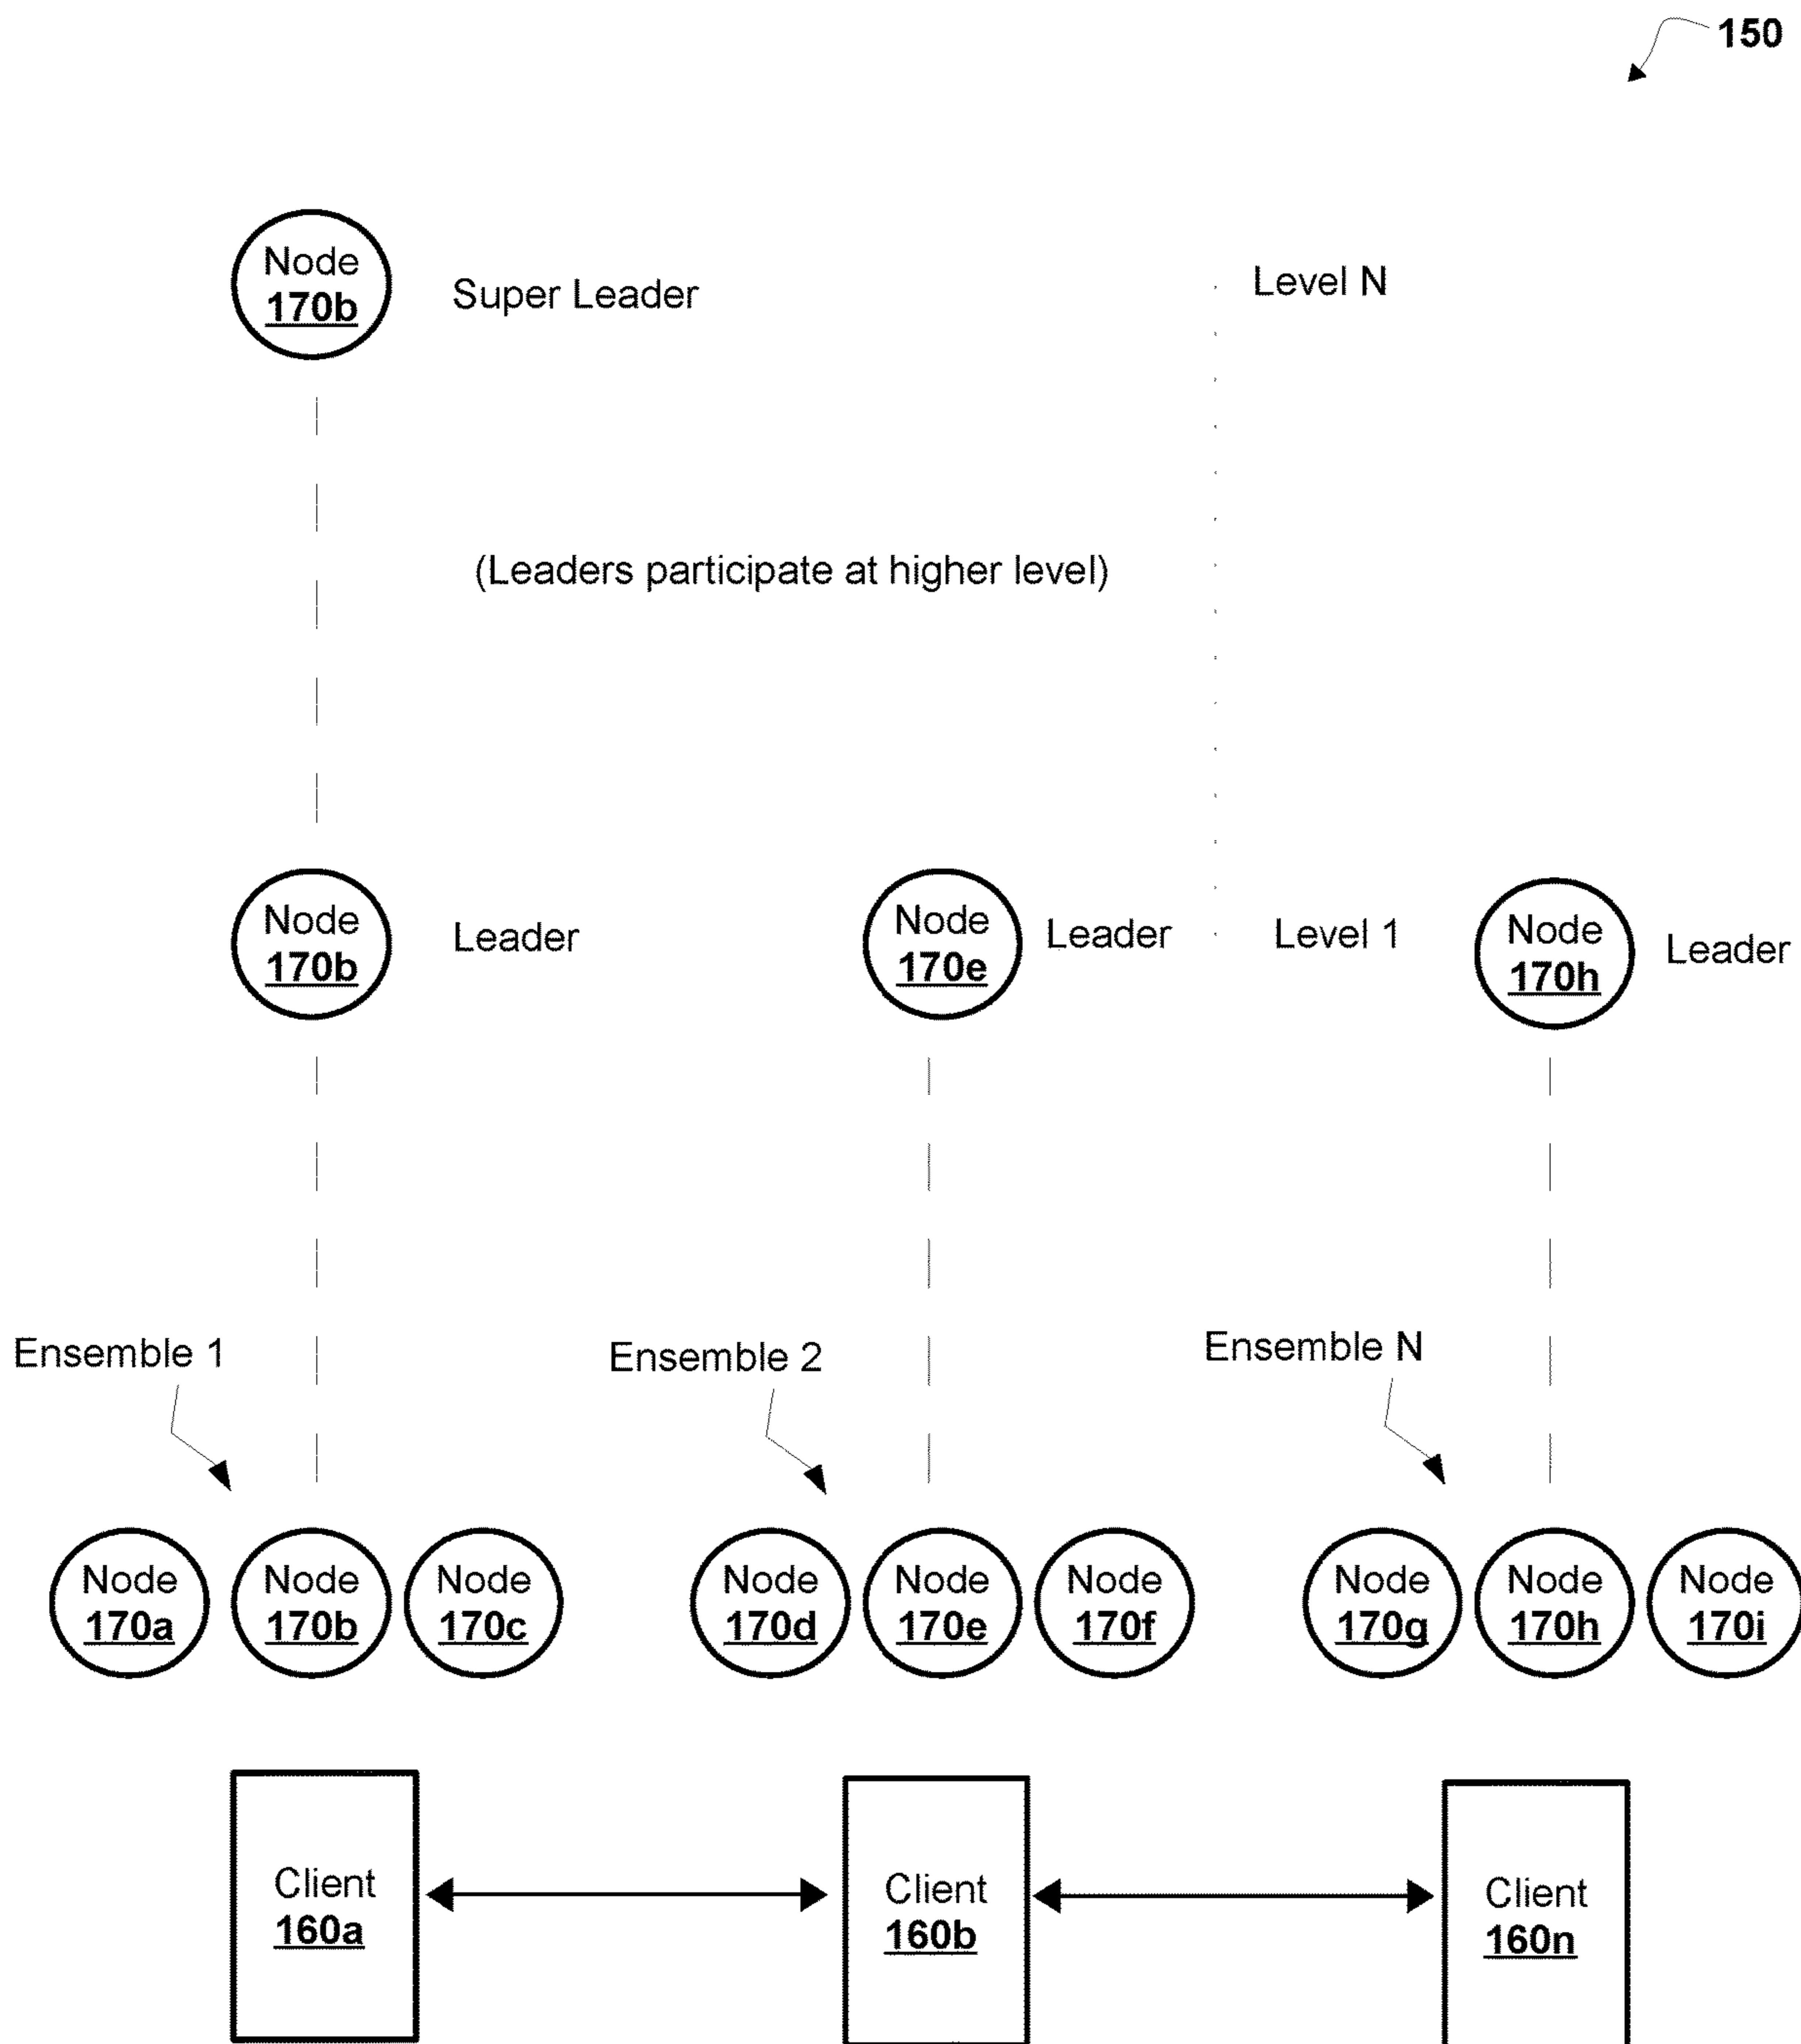 150
Node
170b
Super Leader
Level N
(Leaders participate at higher level)
Node
170b
Leader
Node
170e
Leader
Level 1
Node
170h
Leader
Ensemble 1
Ensemble 2
Ensemble N
Node
170a
Node
170b
Node
170c
Node
170d
Node
170e
Node
170f
Node
170g
Node
170h
Node
170i
Client
160a
Client
160b
Client
160n